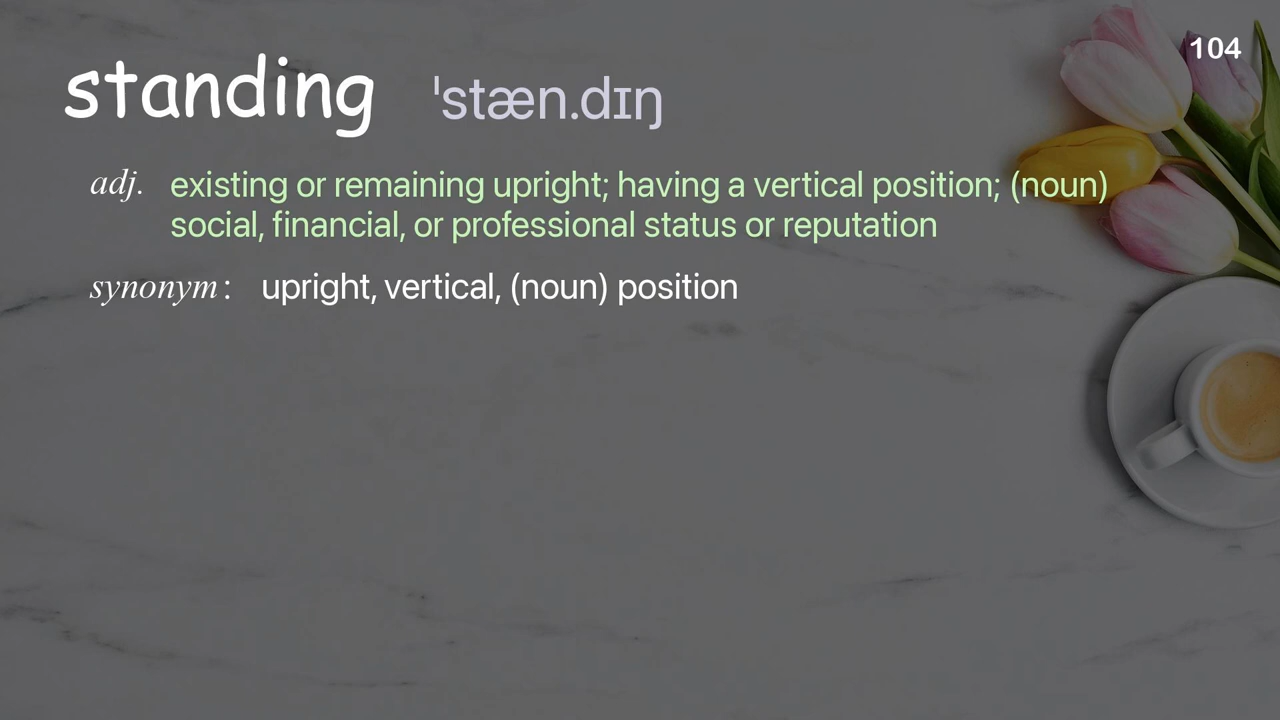 104
standing ˈstæn.dɪŋ
adj. existing or remaining upright; having a vertical position; (noun)
social, financial, or professional status or reputation
synonym: upright, vertical, (noun) position